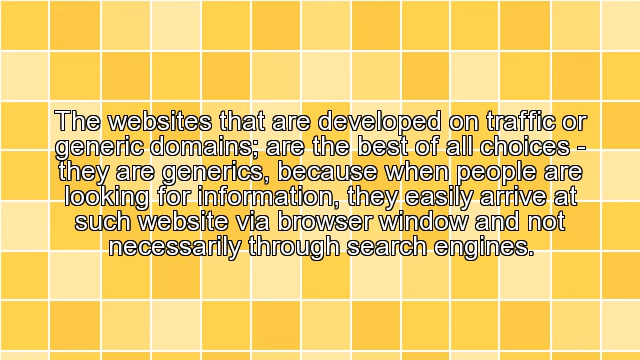 The websites that are developed on traffic or
generic domains; are the best of all choices -
they are generics, because when people are
looking for information, they easily arrive at
such website via browser window and not
necessarily through search engines.